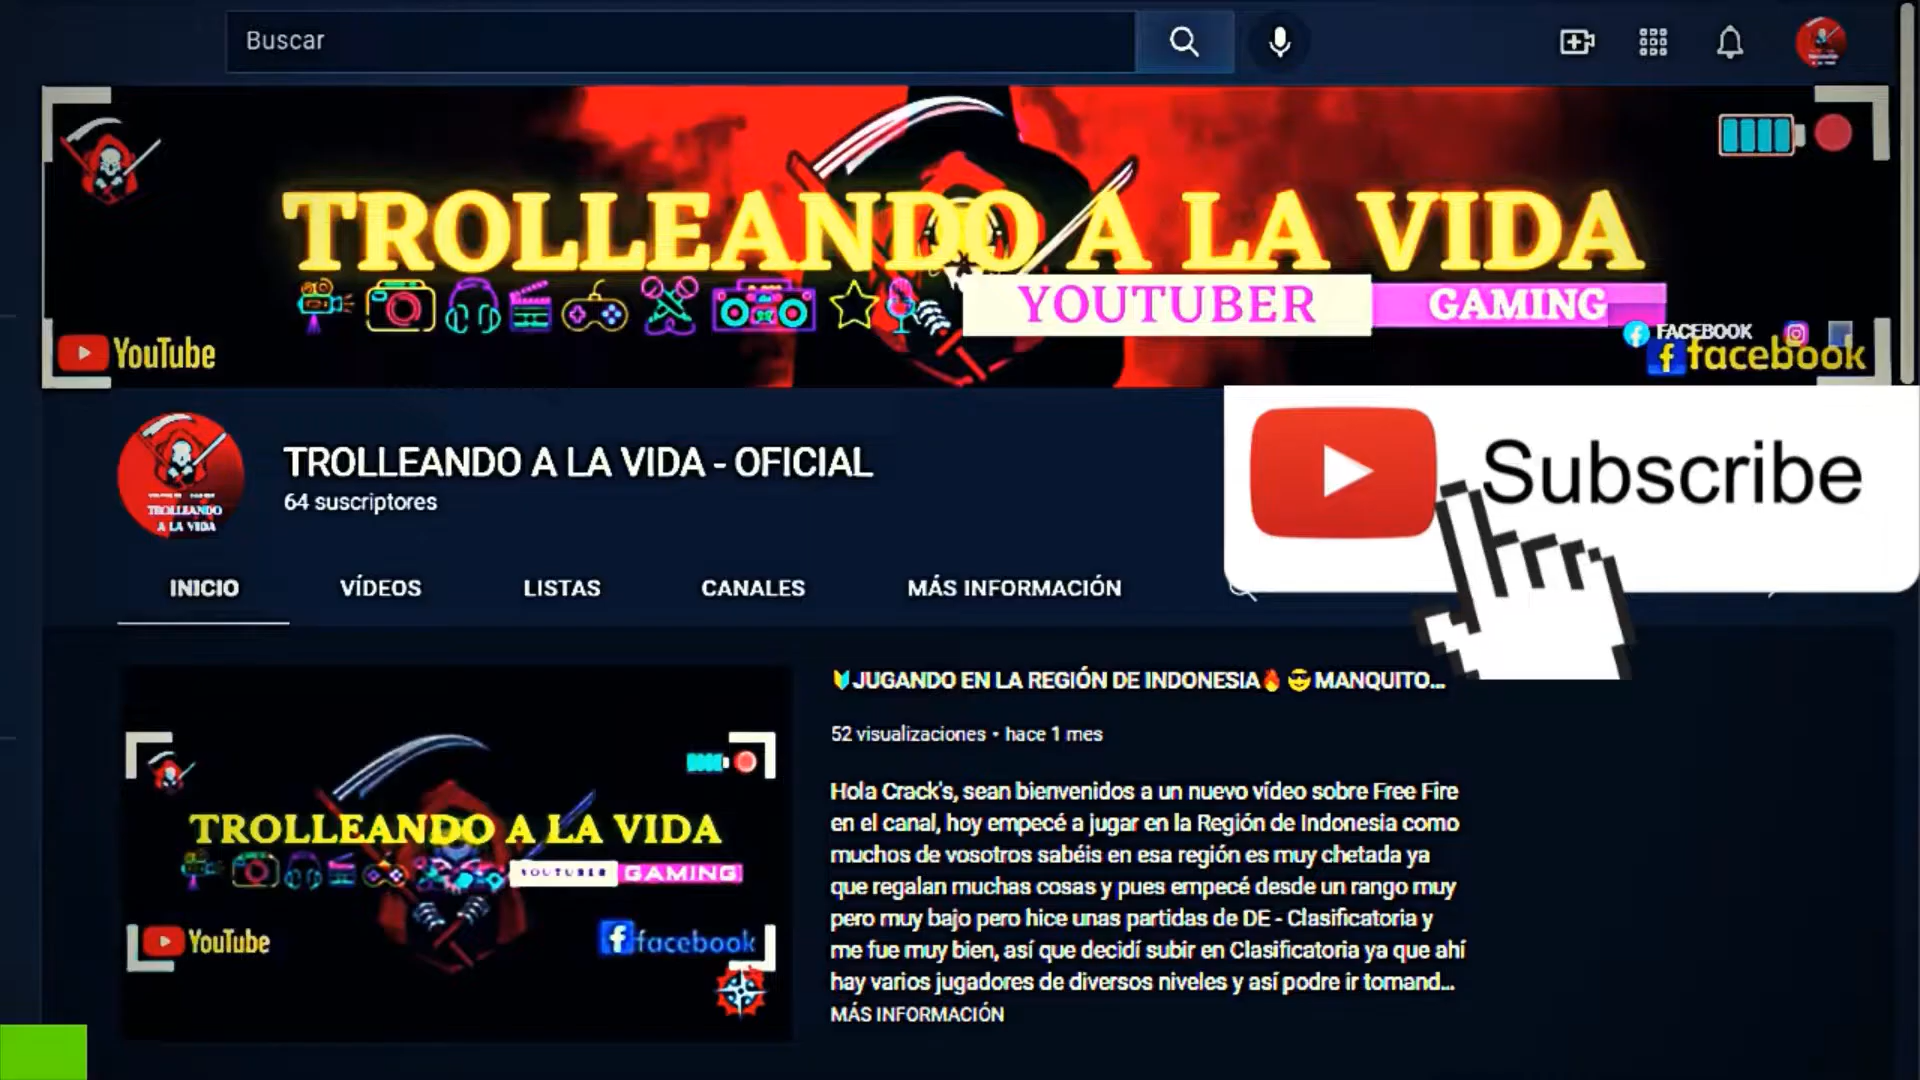 Buscar
TROLLEANDO A LA VIDA
YOUTUBER
GAMING
FACEBOOK
YouTube
facebook
TROLLEANDO A LA VIDA - OFICIAL
64 suscriptores
Subscribe
TROLLEANDO
A LA VIDA
INICIO
VÍDEOS
LISTAS
CANALES
MÁS INFORMACIÓN
JUGANDO EN LA REGIÓN DE INDONESIA🔥 😎 MANQUITO...
52 visualizaciones • hace 1 mes
Hola Crack's, sean bienvenidos a un nuevo vídeo sobre Free Fire
en el canal, hoy empecé a jugar en la Región de Indonesia como
muchos de vosotros sabéis en esa región es muy chetada ya
que regalan muchas cosas y pues empecé desde un rango muy
pero muy bajo pero hice unas partidas de DE - Clasificatoria y
me fue muy bien, así que decidí subir en Clasificatoria ya que ahí
hay varios jugadores de diversos niveles y así podre ir tomand...
MÁS INFORMACIÓN
TROLLEANDO A LA VIDA
YOUTUBER
GAMING
YouTube
facebook